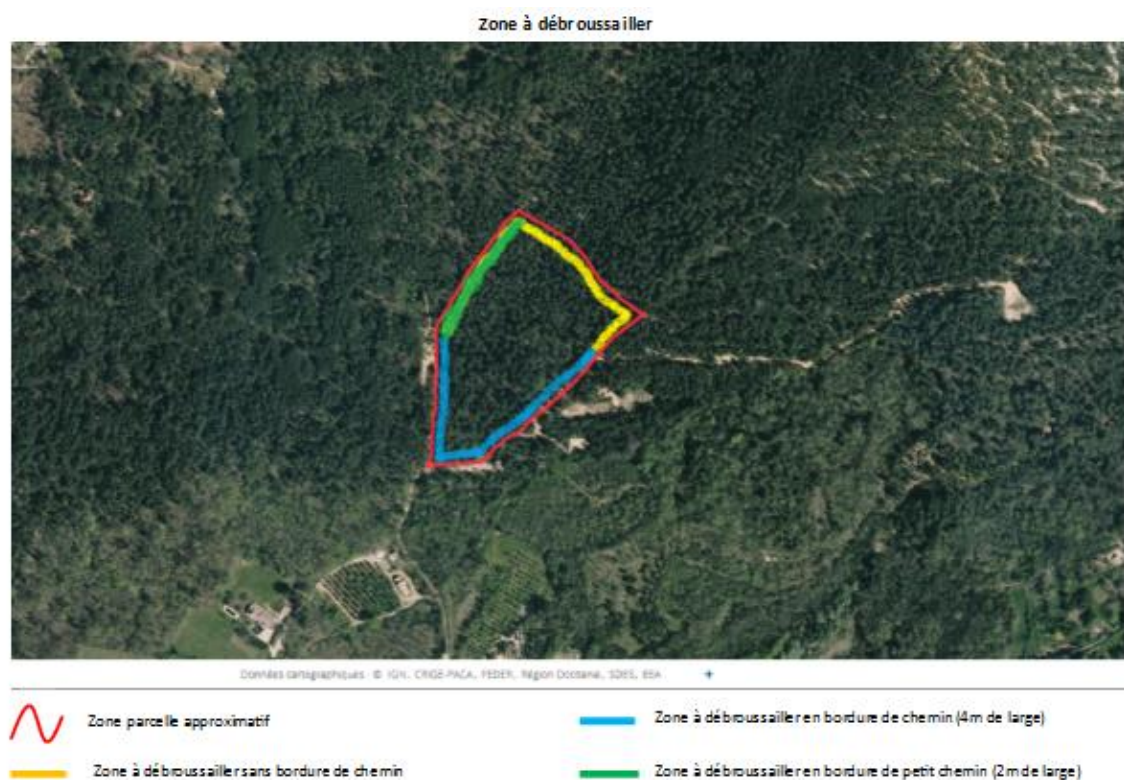 Zone à débroussailler
Données cartographiques : © IGN, CRIGE-PACA, FEDER, Région Occitanie, SDES, EEA
Zone parcelle approximatif
Zone à débroussailler en bordure de chemin (4m de large)
Zone à débroussailler sans bordure de chemin
Zone à débroussailler en bordure de petit chemin (2m de large)